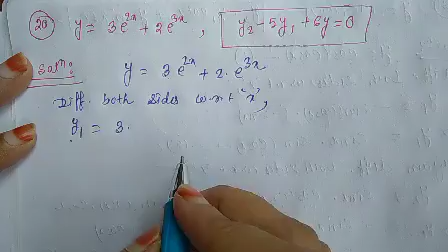 20) y = 3e^{2x} + 2e^{3x} , y₂ - 5y₁ + 6y = 0
Solⁿ: y = 3e^{2x} + 2 · e^{3x}
Diff. both sides w.r.t 'x',
y₁ = 3.